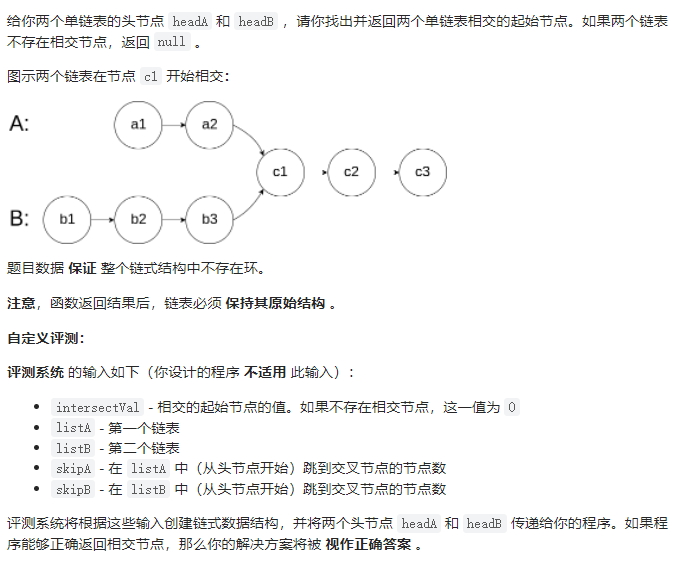 给你两个单链表的头节点 headA 和 headB ，请你找出并返回两个单链表相交的起始节点。如果两个链表
不存在相交节点，返回 null 。
图示两个链表在节点 c1 开始相交：
A: a1 a2
c1 c2 c3
B: b1 b2 b3
题目数据 保证 整个链式结构中不存在环。
注意，函数返回结果后，链表必须 保持其原始结构 。
自定义评测：
评测系统 的输入如下（你设计的程序 不适用 此输入）：
intersectVal - 相交的起始节点的值。如果不存在相交节点，这一值为 0
listA - 第一个链表
listB - 第二个链表
skipA - 在 listA 中（从头节点开始）跳到交叉节点的节点数
skipB - 在 listB 中（从头节点开始）跳到交叉节点的节点数
评测系统将根据这些输入创建链式数据结构，并将两个头节点 headA 和 headB 传递给你的程序。如果程
序能够正确返回相交节点，那么你的解决方案将被 视作正确答案 。